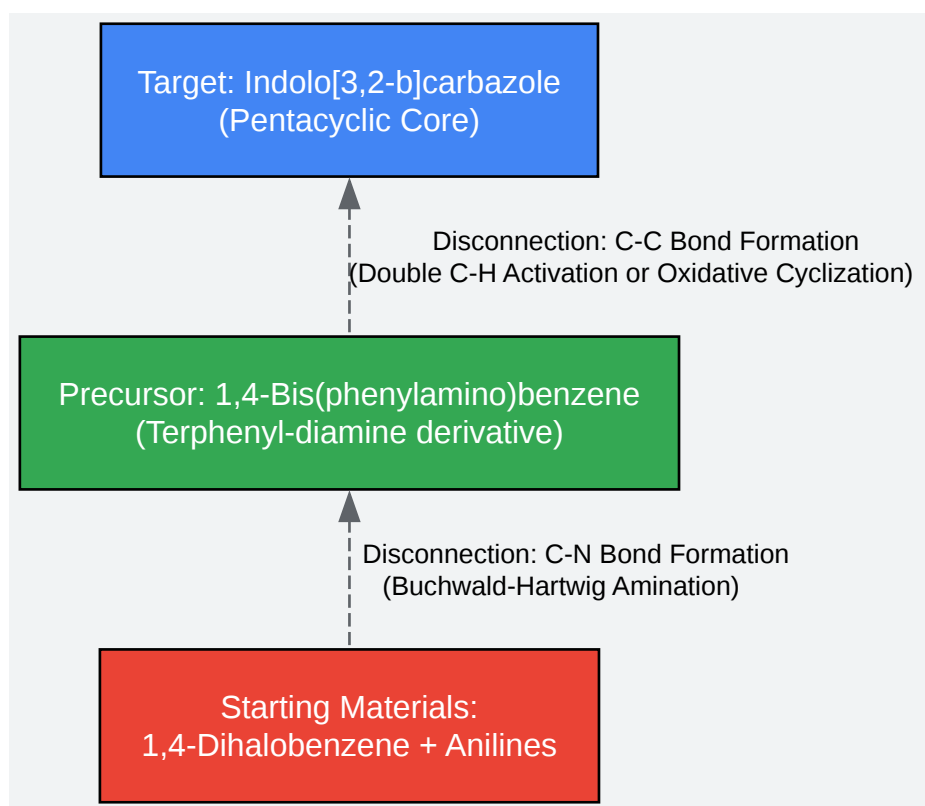 Target: Indolo[3,2-b]carbazole
(Pentacyclic Core)
Disconnection: C-C Bond Formation
(Double C-H Activation or Oxidative Cyclization)
Precursor: 1,4-Bis(phenylamino)benzene
(Terphenyl-diamine derivative)
Disconnection: C-N Bond Formation
(Buchwald-Hartwig Amination)
Starting Materials:
1,4-Dihalobenzene + Anilines